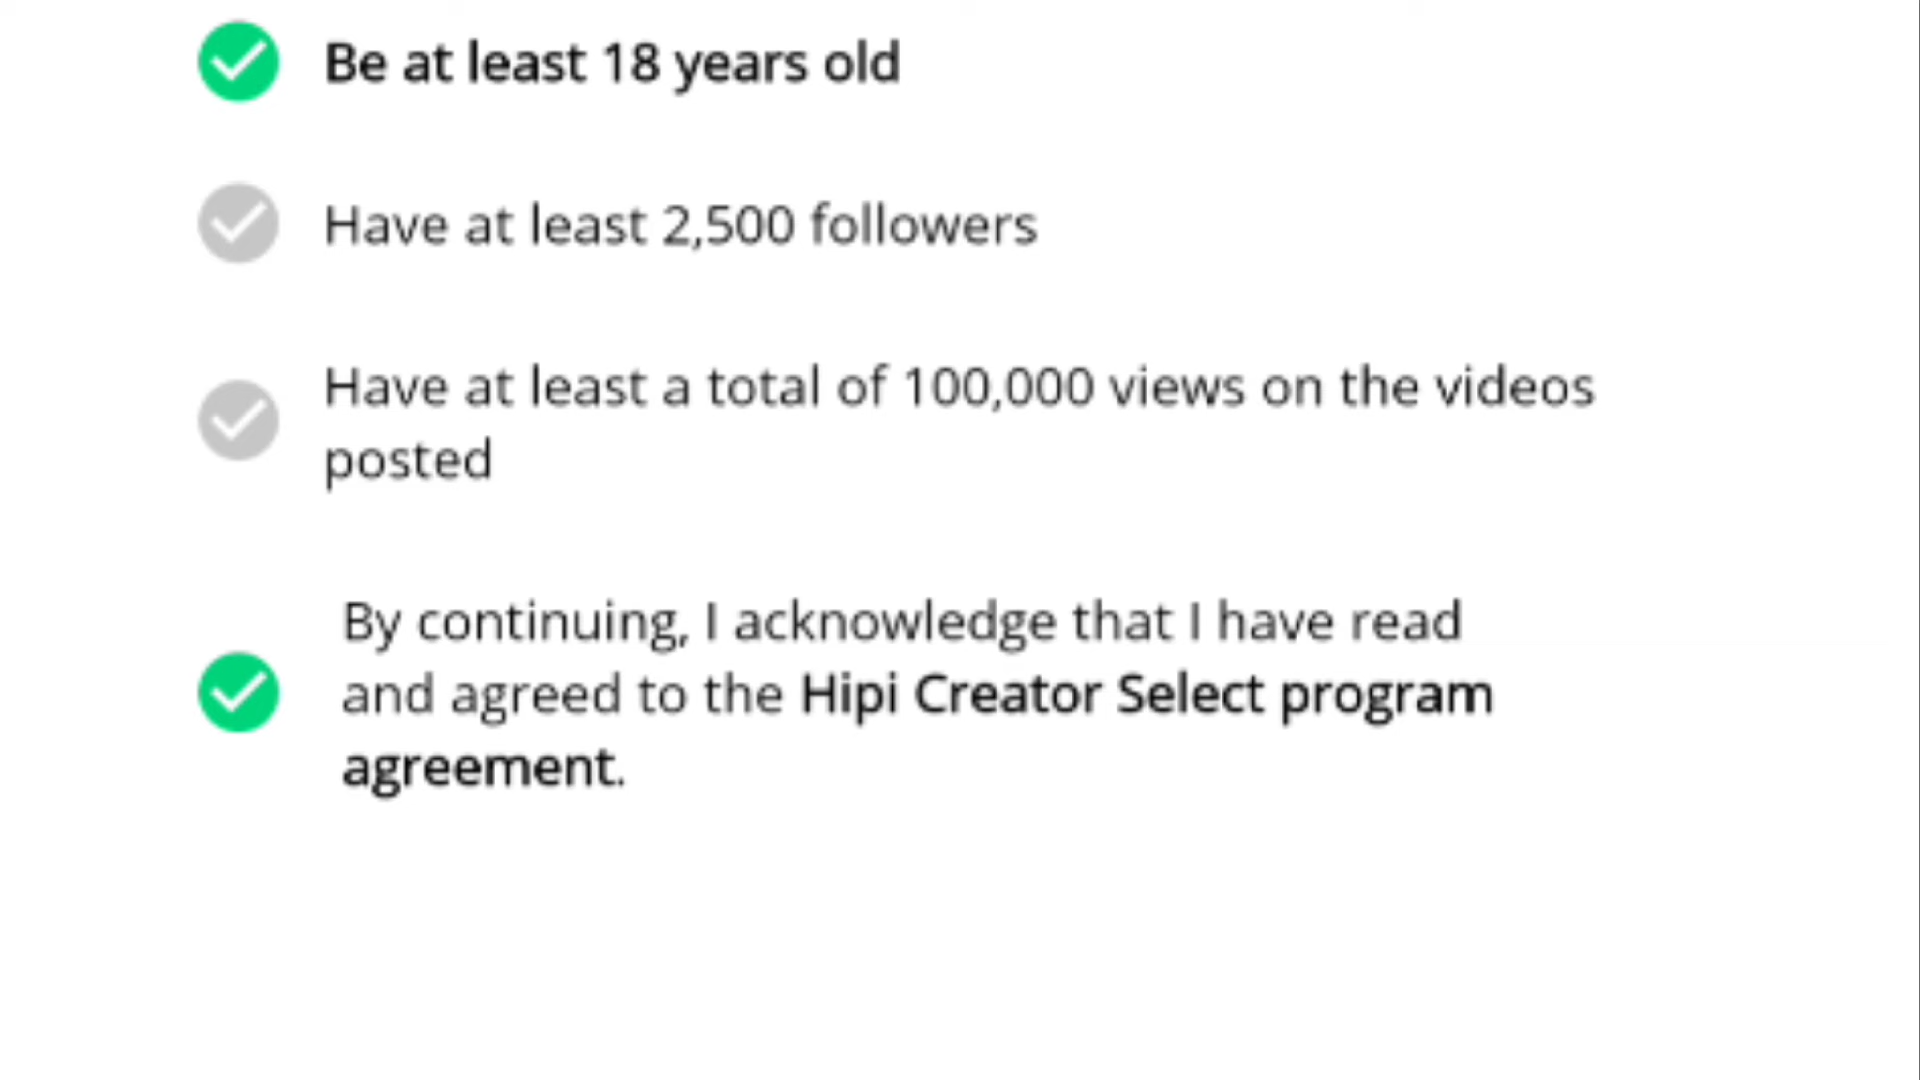 Be at least 18 years old
Have at least 2,500 followers
Have at least a total of 100,000 views on the videos
posted
By continuing, I acknowledge that I have read
and agreed to the Hipi Creator Select program
agreement.